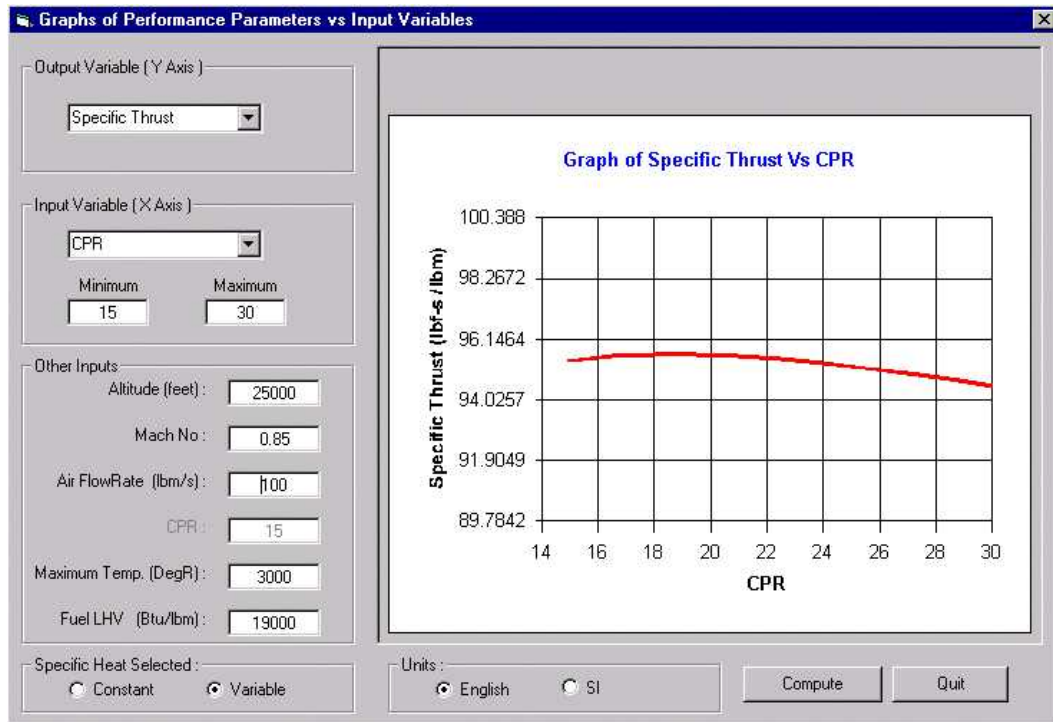 Graphs of Performance Parameters vs Input Variables
Output Variable ( Y Axis )
Specific Thrust
Input Variable ( X Axis )
CPR
Minimum Maximum
15 30
Other Inputs
Altitude (feet) : 25000
Mach No : 0.85
Air FlowRate (lbm/s) : 100
CPR : 15
Maximum Temp. (DegR) : 3000
Fuel LHV (Btu/lbm) : 19000
Specific Heat Selected :
Constant Variable
Graph of Specific Thrust Vs CPR
Specific Thrust (lbf-s /lbm)
100.388
98.2672
96.1464
94.0257
91.9049
89.7842
14 16 18 20 22 24 26 28 30
CPR
Units :
English SI
Compute Quit